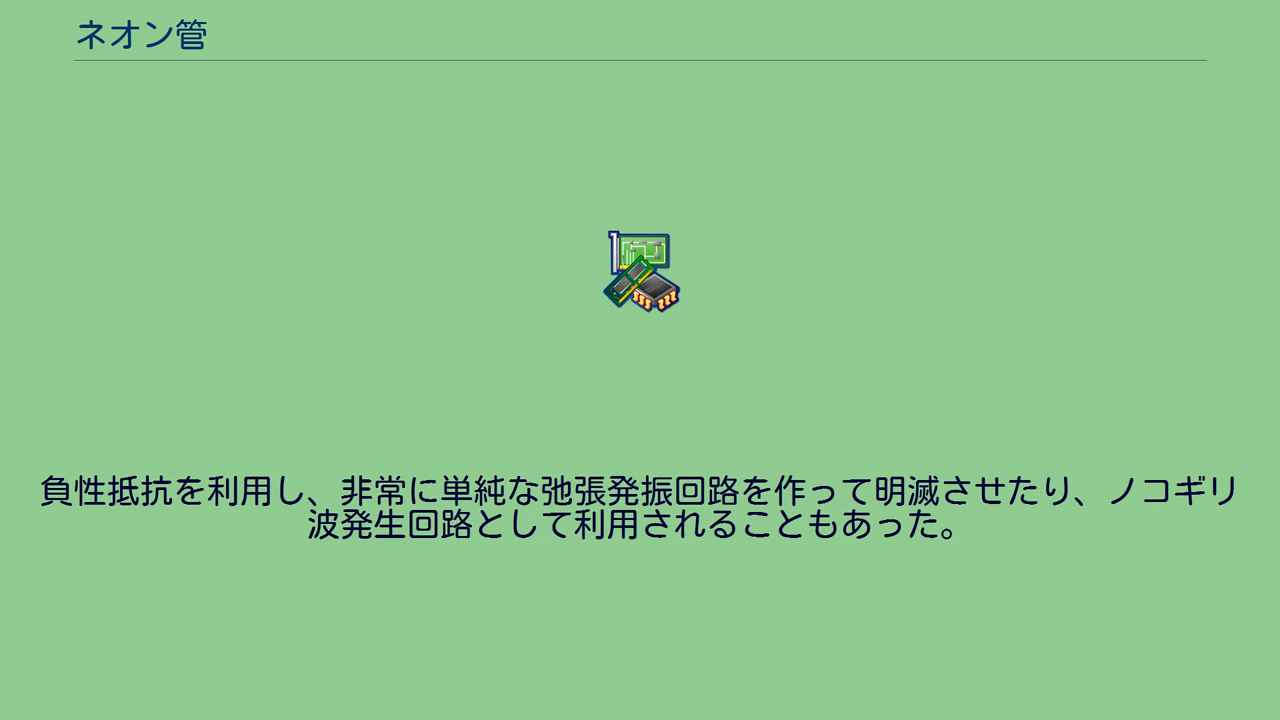 ネオン管
負性抵抗を利用し、非常に単純な弛張発振回路を作って明滅させたり、ノコギリ
波発生回路として利用されることもあった。